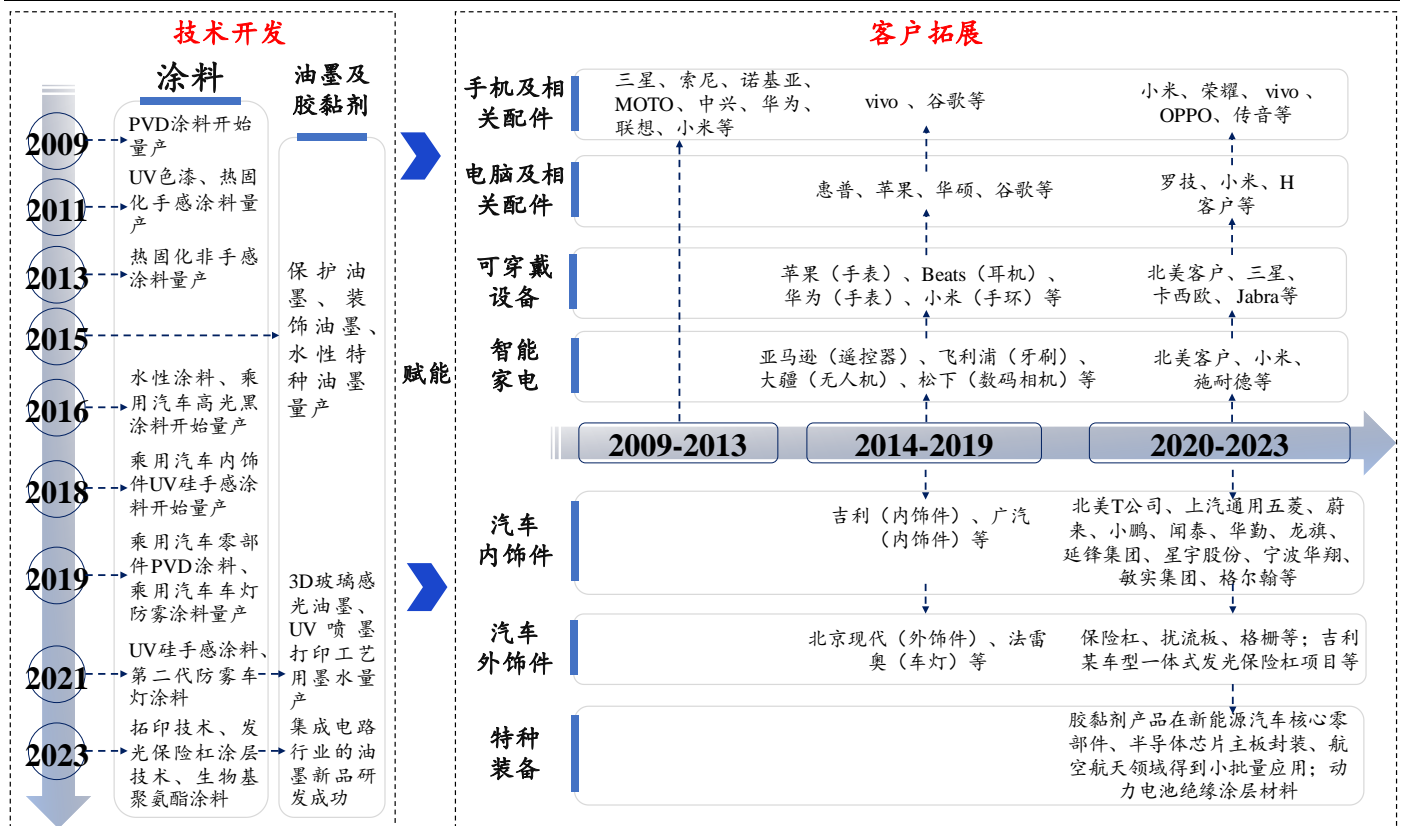 技术开发
涂料
油墨及
胶黏剂
2009
PVD涂料开始
量产
2011
UV色漆、热固
化手感涂料量
产
2013
热固化非手感
涂料量产
2015
保护油
墨、装
饰油墨、
水性特
种油墨
量产
2016
水性涂料、乘
用汽车高光黑
涂料开始量产
2018
乘用汽车内饰
件UV硅手感涂
料开始量产
2019
乘用汽车零部
件PVD涂料、
乘用汽车车灯
防雾涂料量产
2021
UV硅手感涂料、
第二代防雾车
灯涂料
3D玻璃感
光油墨、
UV喷墨
打印工艺
用墨水量
产
2023
拓印技术、发
光保险杠涂层
技术、生物基
聚氨酯涂料
集成电路
行业的油
墨新品研
发成功
赋能
客户拓展
手机及相
关配件
三星、索尼、诺基亚、
MOTO、中兴、华为、
联想、小米等
vivo 、谷歌等
小米、荣耀、vivo、
OPPO、传音等
电脑及相
关配件
惠普、苹果、华硕、谷歌等
罗技、小米、H
客户等
可穿戴
设备
苹果（手表）、Beats（耳机）、
华为（手表）、小米（手环）等
北美客户、三星、
卡西欧、Jabra等
智能
家电
亚马逊（遥控器）、飞利浦（牙刷）、
大疆（无人机）、松下（数码相机）等
北美客户、小米、
施耐德等
2009-2013
2014-2019
2020-2023
汽车
内饰件
吉利（内饰件）、广汽
（内饰件）等
北美T公司、上汽通用五菱、蔚
来、小鹏、闻泰、华勤、龙旗、
延锋集团、星宇股份、宁波华翔、
敏实集团、格尔翰等
汽车
外饰件
北京现代（外饰件）、法雷
奥（车灯）等
保险杠、扰流板、格栅等；吉利
某车型一体式发光保险杠项目等
特种
装备
胶黏剂产品在新能源汽车核心零
部件、半导体芯片主板封装、航
空航天领域得到小批量应用；动
力电池绝缘涂层材料